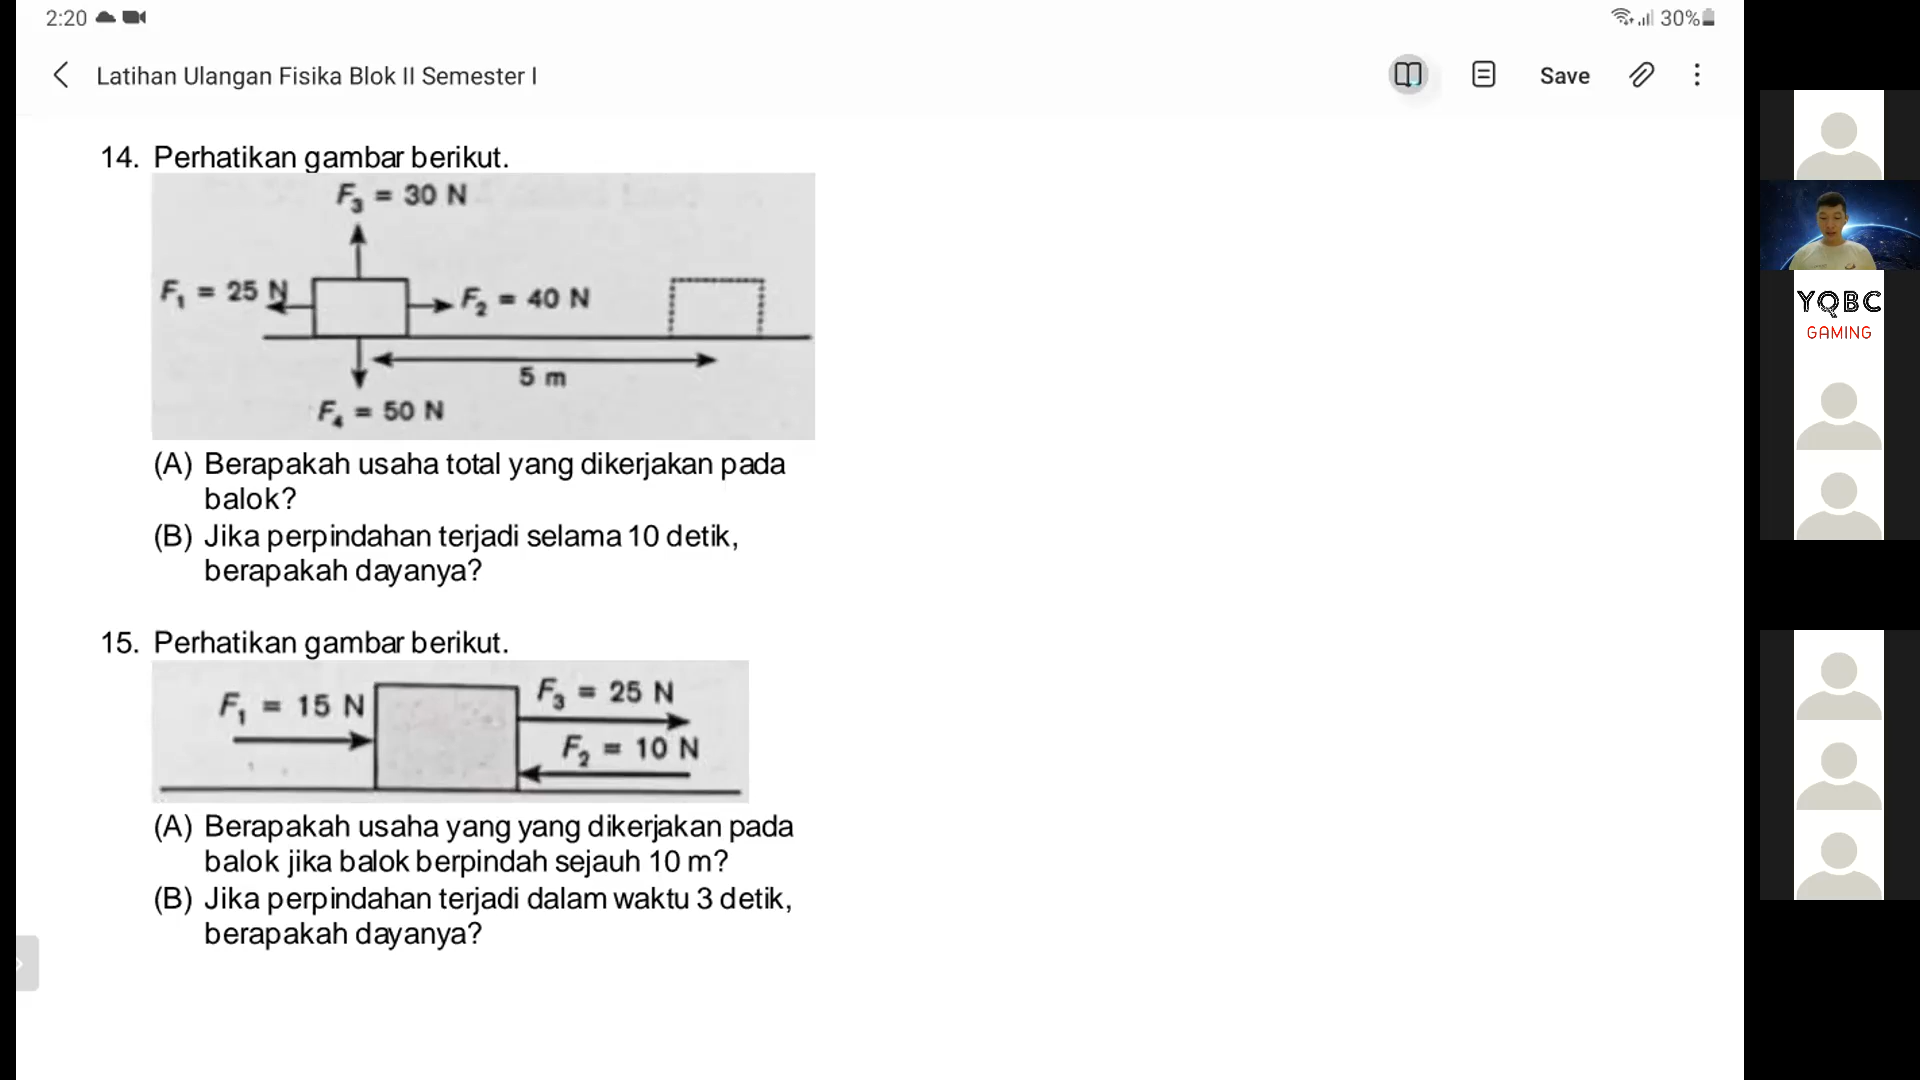 2:20
30%
Latihan Ulangan Fisika Blok II Semester I
Save
14. Perhatikan gambar berikut.
F₃ = 30 N
F₁ = 25 N
F₂ = 40 N
5 m
F₄ = 50 N
(A) Berapakah usaha total yang dikerjakan pada
balok?
(B) Jika perpindahan terjadi selama 10 detik,
berapakah dayanya?
15. Perhatikan gambar berikut.
F₁ = 15 N
F₃ = 25 N
F₂ = 10 N
(A) Berapakah usaha yang yang dikerjakan pada
balok jika balok berpindah sejauh 10 m?
(B) Jika perpindahan terjadi dalam waktu 3 detik,
berapakah dayanya?
YQBC
GAMING